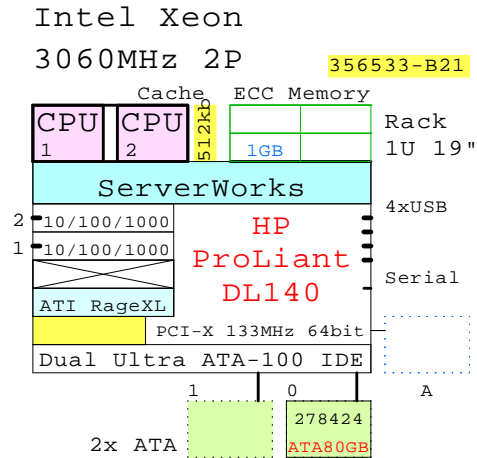 Intel Xeon
3060MHz 2P
356533-B21
Cache ECC Memory
CPU CPU 512kb Rack
1 2 1GB 1U 19"
ServerWorks
4xUSB
2 10/100/1000 HP
1 10/100/1000 ProLiant
DL140
Serial
ATI RageXL
PCI-X 133MHz 64bit
Dual Ultra ATA-100 IDE
1 0 A
278424
2x ATA ATA80GB